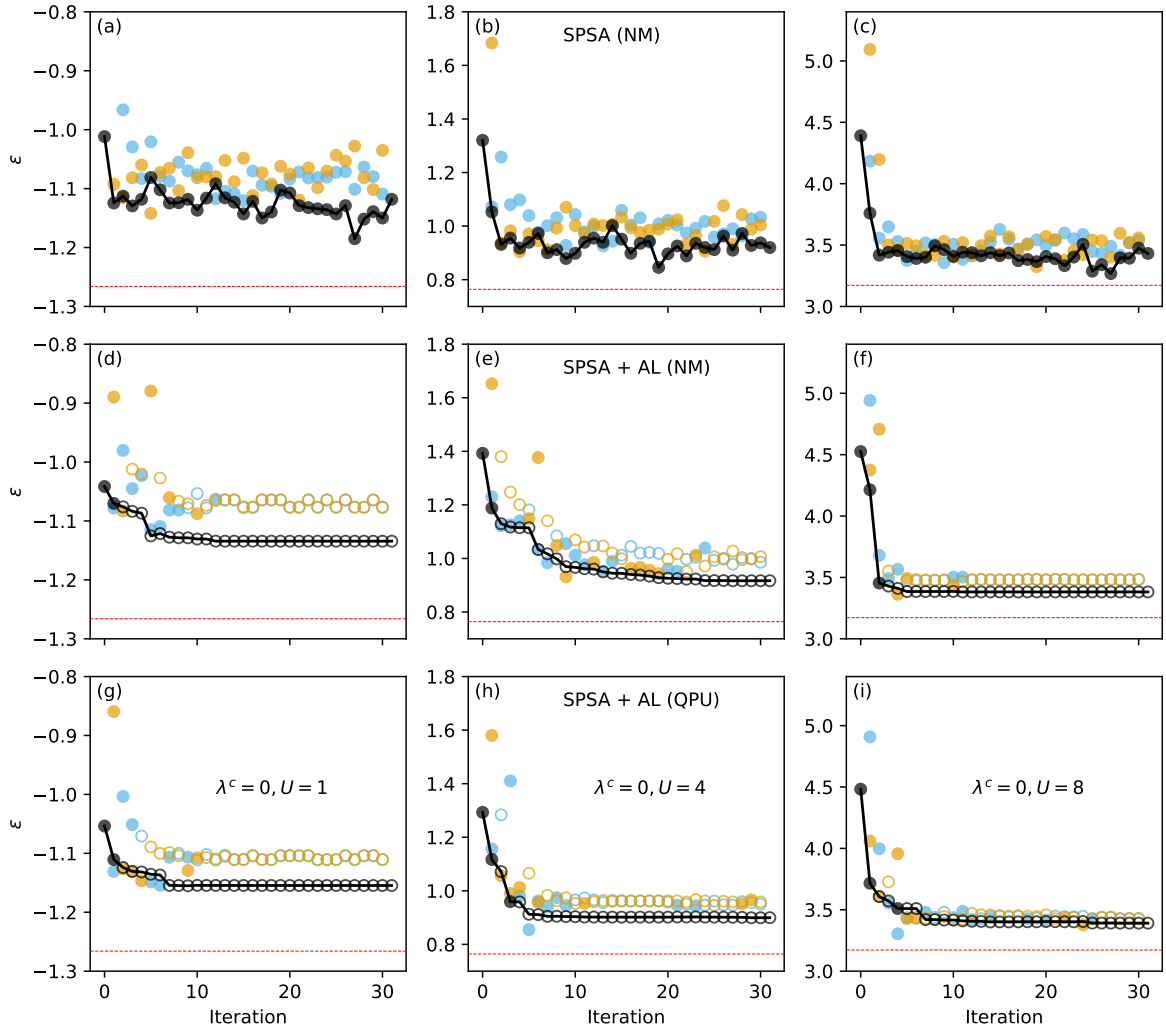 (a)
−0.8
−0.9
−1.0
−1.1
−1.2
−1.3
ε
(b)
SPSA (NM)
1.8
1.6
1.4
1.2
1.0
0.8
(c)
5.0
4.5
4.0
3.5
3.0
(d)
−0.8
−0.9
−1.0
−1.1
−1.2
−1.3
ε
(e)
SPSA + AL (NM)
1.8
1.6
1.4
1.2
1.0
0.8
(f)
5.0
4.5
4.0
3.5
3.0
(g)
−0.8
−0.9
−1.0
−1.1
−1.2
−1.3
ε
λᶜ = 0, U = 1
0 10 20 30
Iteration
(h)
SPSA + AL (QPU)
1.8
1.6
1.4
1.2
1.0
0.8
λᶜ = 0, U = 4
0 10 20 30
Iteration
(i)
5.0
4.5
4.0
3.5
3.0
λᶜ = 0, U = 8
0 10 20 30
Iteration